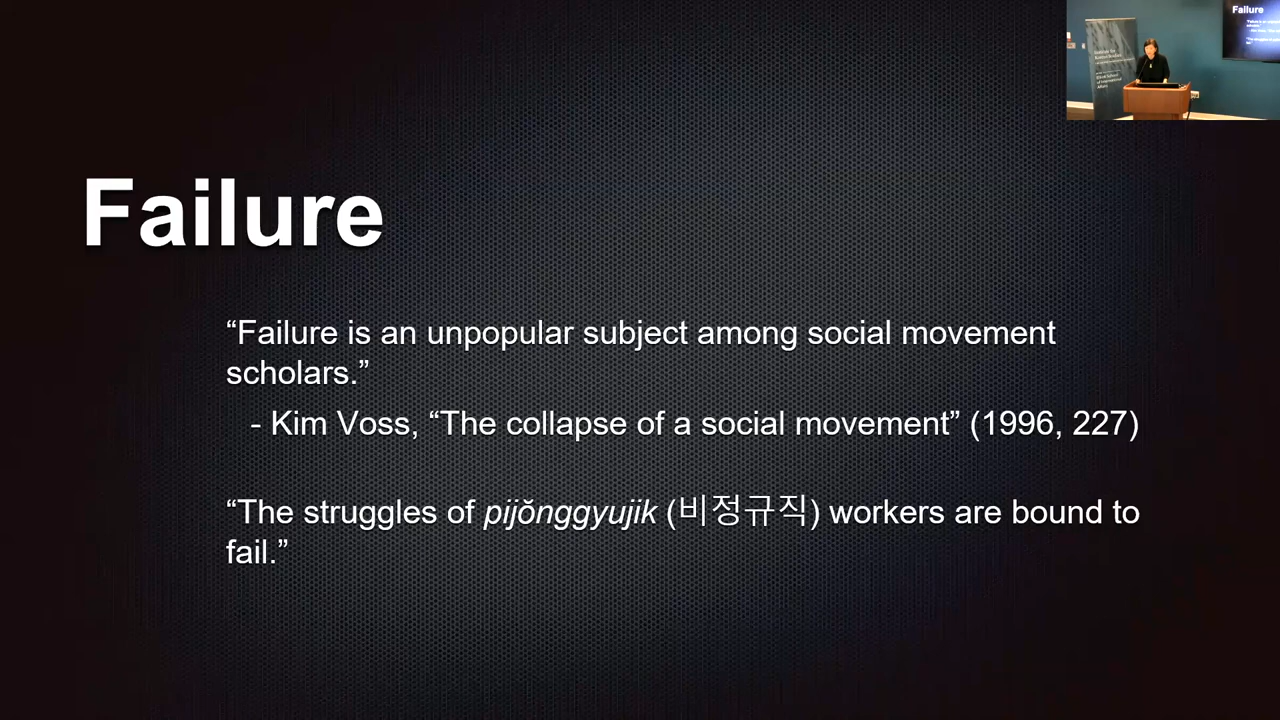 Failure
“Failure is an unpopular subject among social movement
scholars.”
- Kim Voss, “The collapse of a social movement” (1996, 227)
“The struggles of pijŏnggyujik (비정규직) workers are bound to
fail.”
Failure